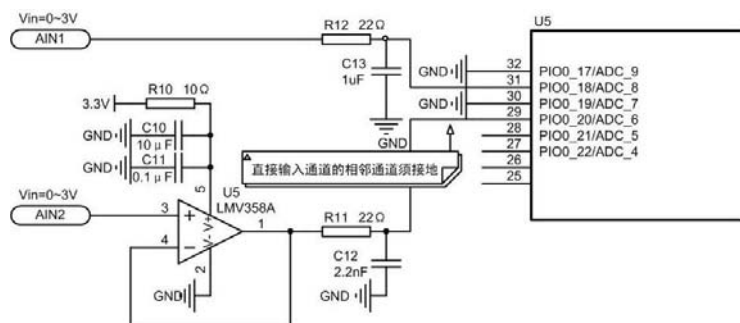 Vin=0~3V
AIN1
R12 22Ω
C13
1uF
GND
U5
32
31
30
29
28
27
26
25
GND
GND
PIO0_17/ADC_9
PIO0_18/ADC_8
PIO0_19/ADC_7
PIO0_20/ADC_6
PIO0_21/ADC_5
PIO0_22/ADC_4
R10 10Ω
3.3V
GND C10
10μF
GND C11
0.1μF
直接输入通道的相邻通道须接地
Vin=0~3V
AIN2
5
U5
LMV358A
3
4
+
−
V+
V-
1
2
GND
R11 22Ω
C12
2.2nF
GND